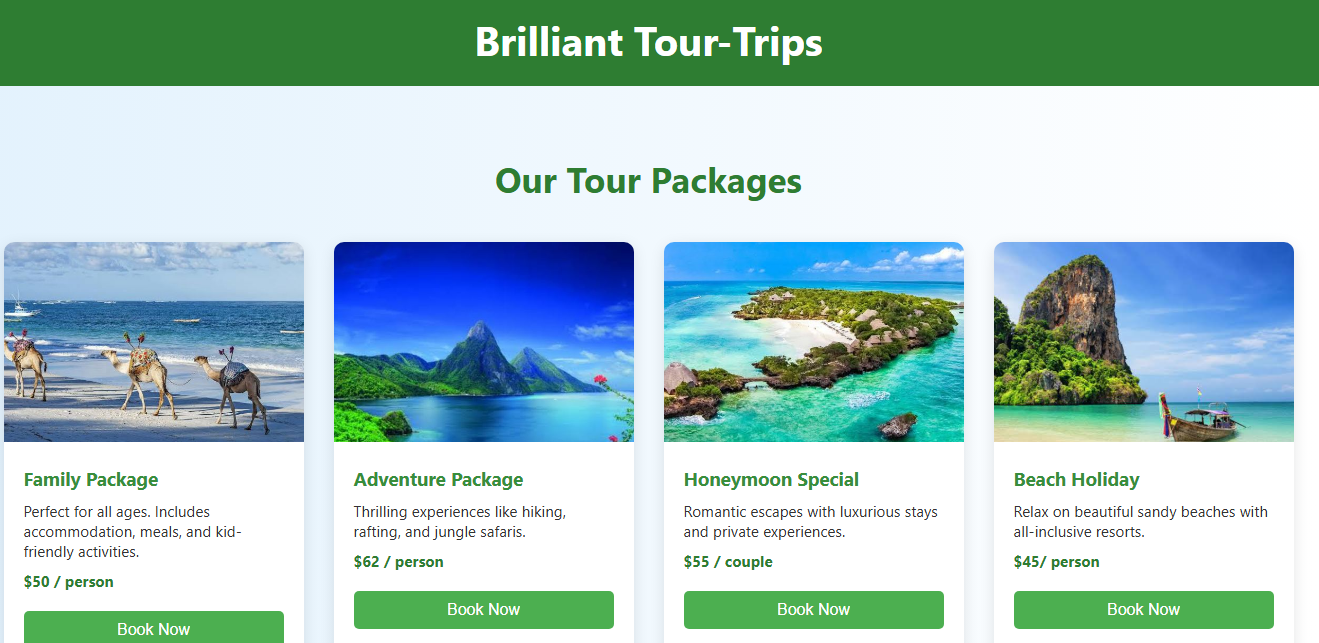 Brilliant Tour-Trips
Our Tour Packages
Family Package
Perfect for all ages. Includes
accommodation, meals, and kid-
friendly activities.
$50 / person
Book Now
Adventure Package
Thrilling experiences like hiking,
rafting, and jungle safaris.
$62 / person
Book Now
Honeymoon Special
Romantic escapes with luxurious stays
and private experiences.
$55 / couple
Book Now
Beach Holiday
Relax on beautiful sandy beaches with
all-inclusive resorts.
$45/ person
Book Now